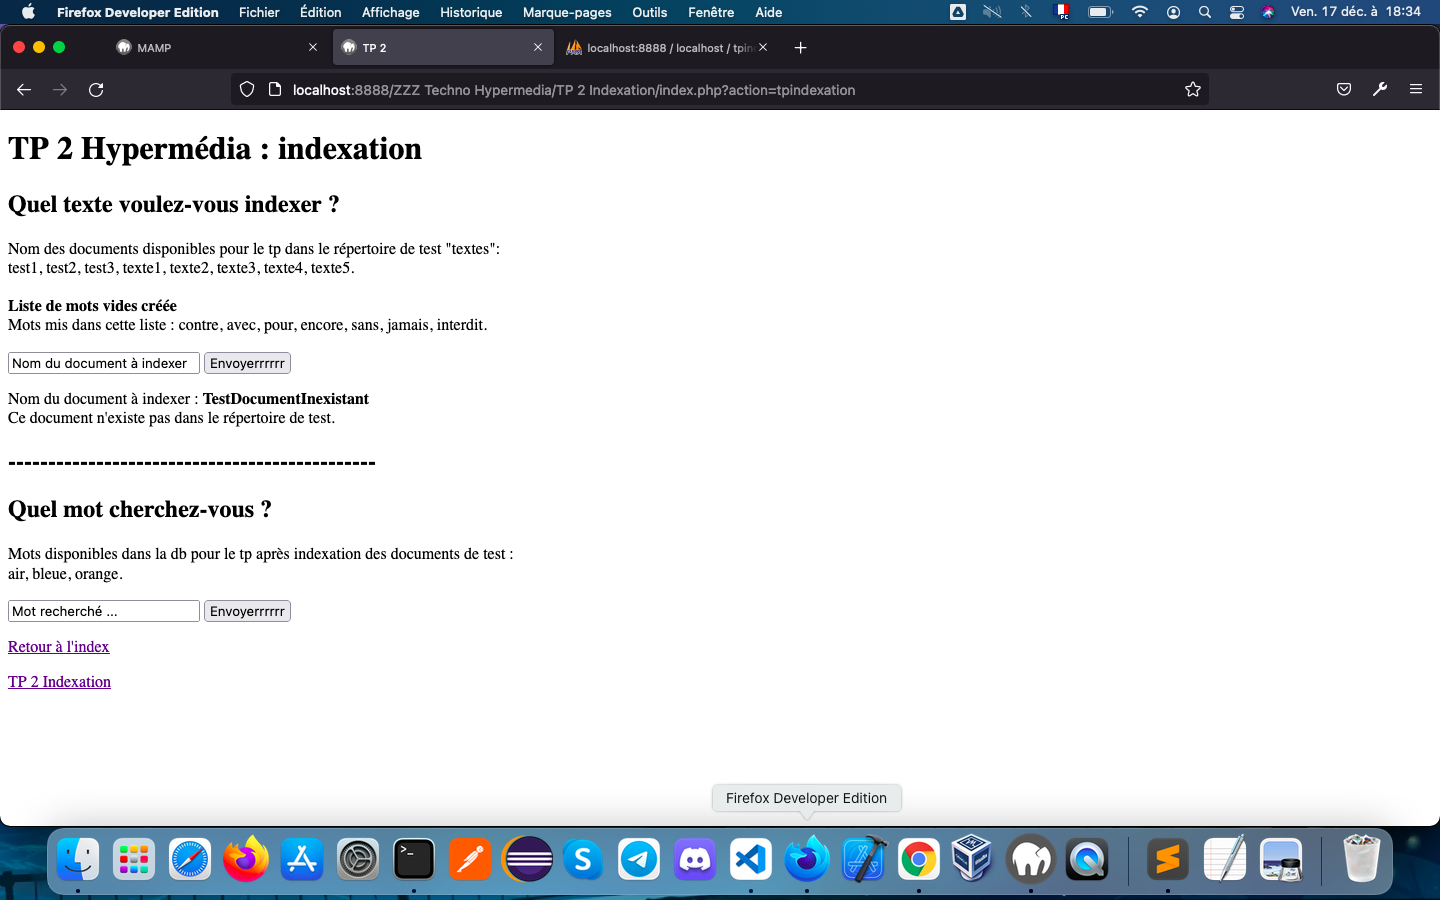 Firefox Developer Edition Fichier Édition Affichage Historique Marque-pages Outils Fenêtre Aide Ven. 17 déc. à 18:34
MAMP
TP 2
localhost:8888 / localhost / tpin
localhost:8888/ZZZ Techno Hypermedia/TP 2 Indexation/index.php?action=tpindexation
TP 2 Hypermédia : indexation
Quel texte voulez-vous indexer ?
Nom des documents disponibles pour le tp dans le répertoire de test "textes":
test1, test2, test3, texte1, texte2, texte3, texte4, texte5.
Liste de mots vides créée
Mots mis dans cette liste : contre, avec, pour, encore, sans, jamais, interdit.
Nom du document à indexer Envoyerrrrrr
Nom du document à indexer : TestDocumentInexistant
Ce document n'existe pas dans le répertoire de test.
----------------------------------------------
Quel mot cherchez-vous ?
Mots disponibles dans la db pour le tp après indexation des documents de test :
air, bleue, orange.
Mot recherché ... Envoyerrrrrr
Retour à l'index
TP 2 Indexation
Firefox Developer Edition